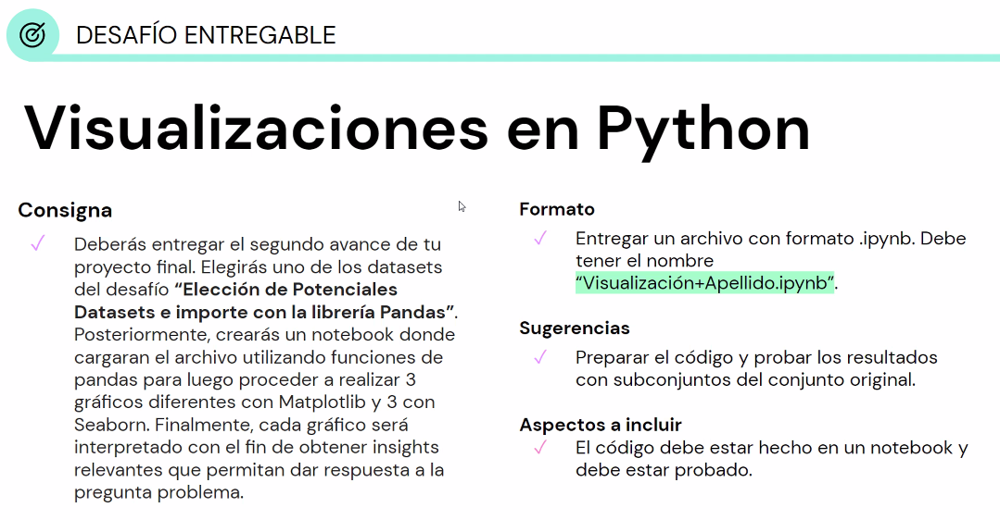 DESAFÍO ENTREGABLE
Visualizaciones en Python
Consigna
Deberás entregar el segundo avance de tu
proyecto final. Elegirás uno de los datasets
del desafío “Elección de Potenciales
Datasets e importe con la librería Pandas”.
Posteriormente, crearás un notebook donde
cargaran el archivo utilizando funciones de
pandas para luego proceder a realizar 3
gráficos diferentes con Matplotlib y 3 con
Seaborn. Finalmente, cada gráfico será
interpretado con el fin de obtener insights
relevantes que permitan dar respuesta a la
pregunta problema.
Formato
Entregar un archivo con formato .ipynb. Debe
tener el nombre
“Visualización+Apellido.ipynb”.
Sugerencias
Preparar el código y probar los resultados
con subconjuntos del conjunto original.
Aspectos a incluir
El código debe estar hecho en un notebook y
debe estar probado.